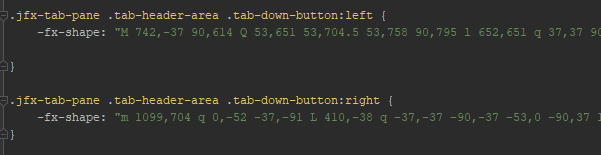 .jfx-tab-pane .tab-header-area .tab-down-button:left {
-fx-shape: "M 742,-37 90,614 Q 53,651 53,704.5 53,758 90,795 l 652,651 q 37,37 90
}
.jfx-tab-pane .tab-header-area .tab-down-button:right {
-fx-shape: "m 1099,704 q 0,-52 -37,-91 L 410,-38 q -37,-37 -90,-37 -53,0 -90,37 l
}